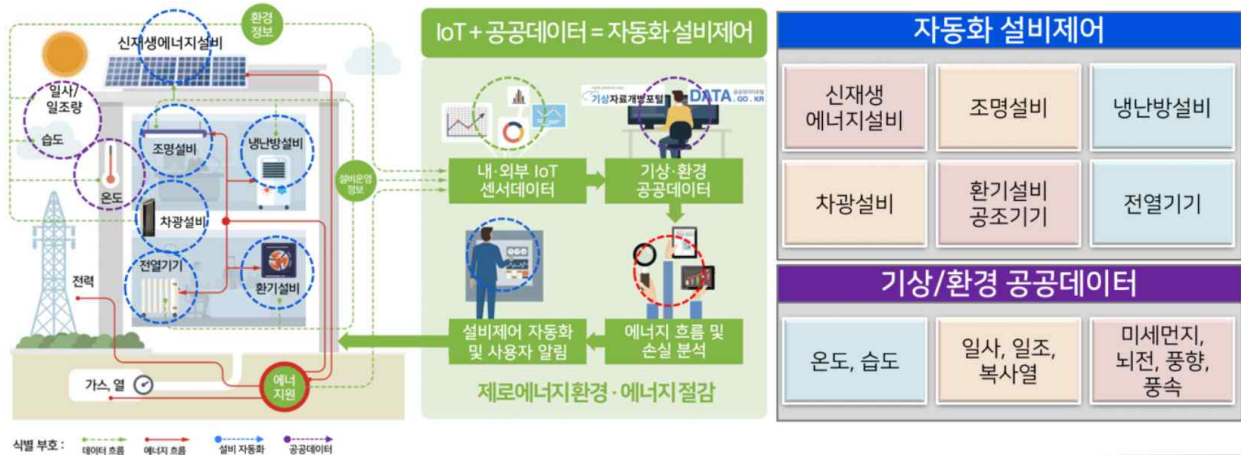 환경
정보
신재생에너지설비
일사/
일조량
습도
온도
조명설비
냉난방설비
차광설비
전열기기
환기설비
설비운영
정보
전력
가스, 열
에너
지원
식별 부호 :
데이터 흐름
에너지 흐름
설비 자동화
공공데이터
IoT + 공공데이터 = 자동화 설비제어
기상자료개방포털
DATA
GO.KR
내·외부 IoT
센서데이터
기상·환경
공공데이터
설비제어 자동화
및 사용자 알림
에너지 흐름 및
손실 분석
제로에너지환경·에너지 절감
자동화 설비제어
신재생
에너지설비
조명설비
냉난방설비
차광설비
환기설비
공조기기
전열기기
기상/환경 공공데이터
온도, 습도
일사, 일조,
복사열
미세먼지,
뇌전, 풍향,
풍속